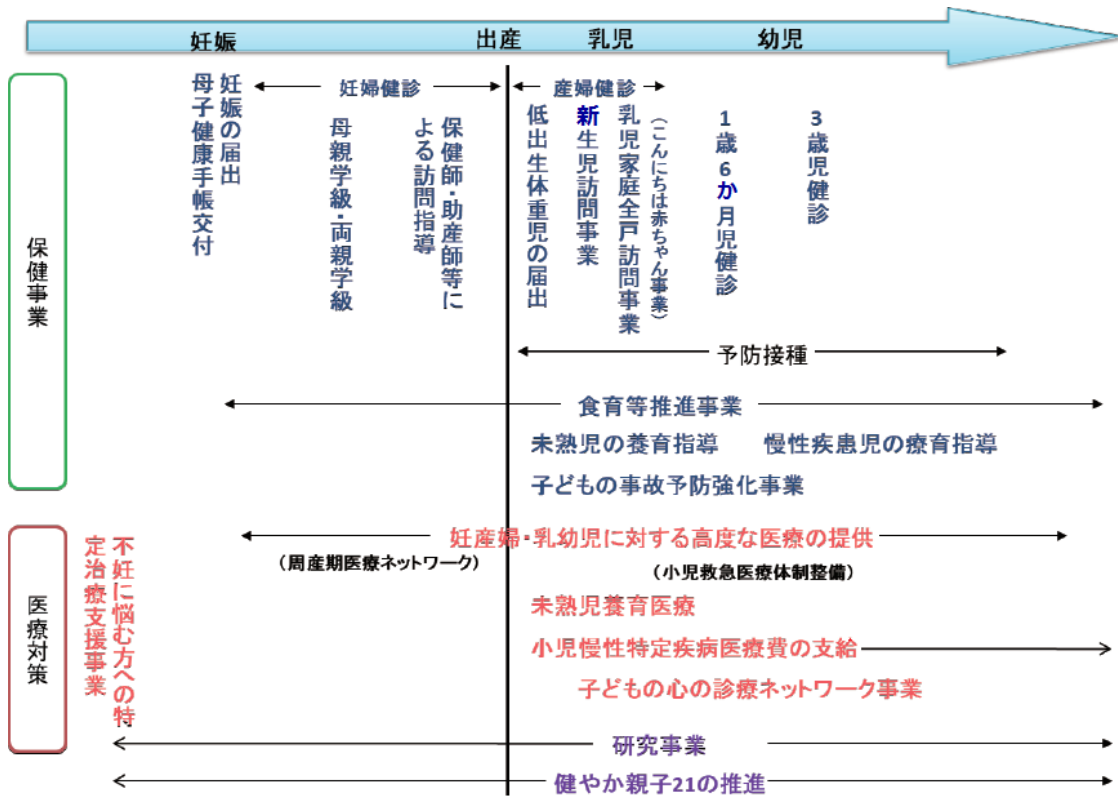 妊娠
出産
乳児
幼児
保健事業
妊娠の届出
母子健康手帳交付
妊婦健診
母親学級・両親学級
保健師・助産師等に
よる訪問指導
産婦健診
低出生体重児の届出
新生児訪問事業
乳児家庭全戸訪問事業
(こんにちは赤ちゃん事業)
1歳6か月児健診
3歳児健診
予防接種
食育等推進事業
未熟児の養育指導
慢性疾患児の療育指導
子どもの事故予防強化事業
医療対策
不妊に悩む方への特
定治療支援事業
妊産婦・乳幼児に対する高度な医療の提供
(周産期医療ネットワーク)
(小児救急医療体制整備)
未熟児養育医療
小児慢性特定疾病医療費の支給
子どもの心の診療ネットワーク事業
研究事業
健やか親子21の推進